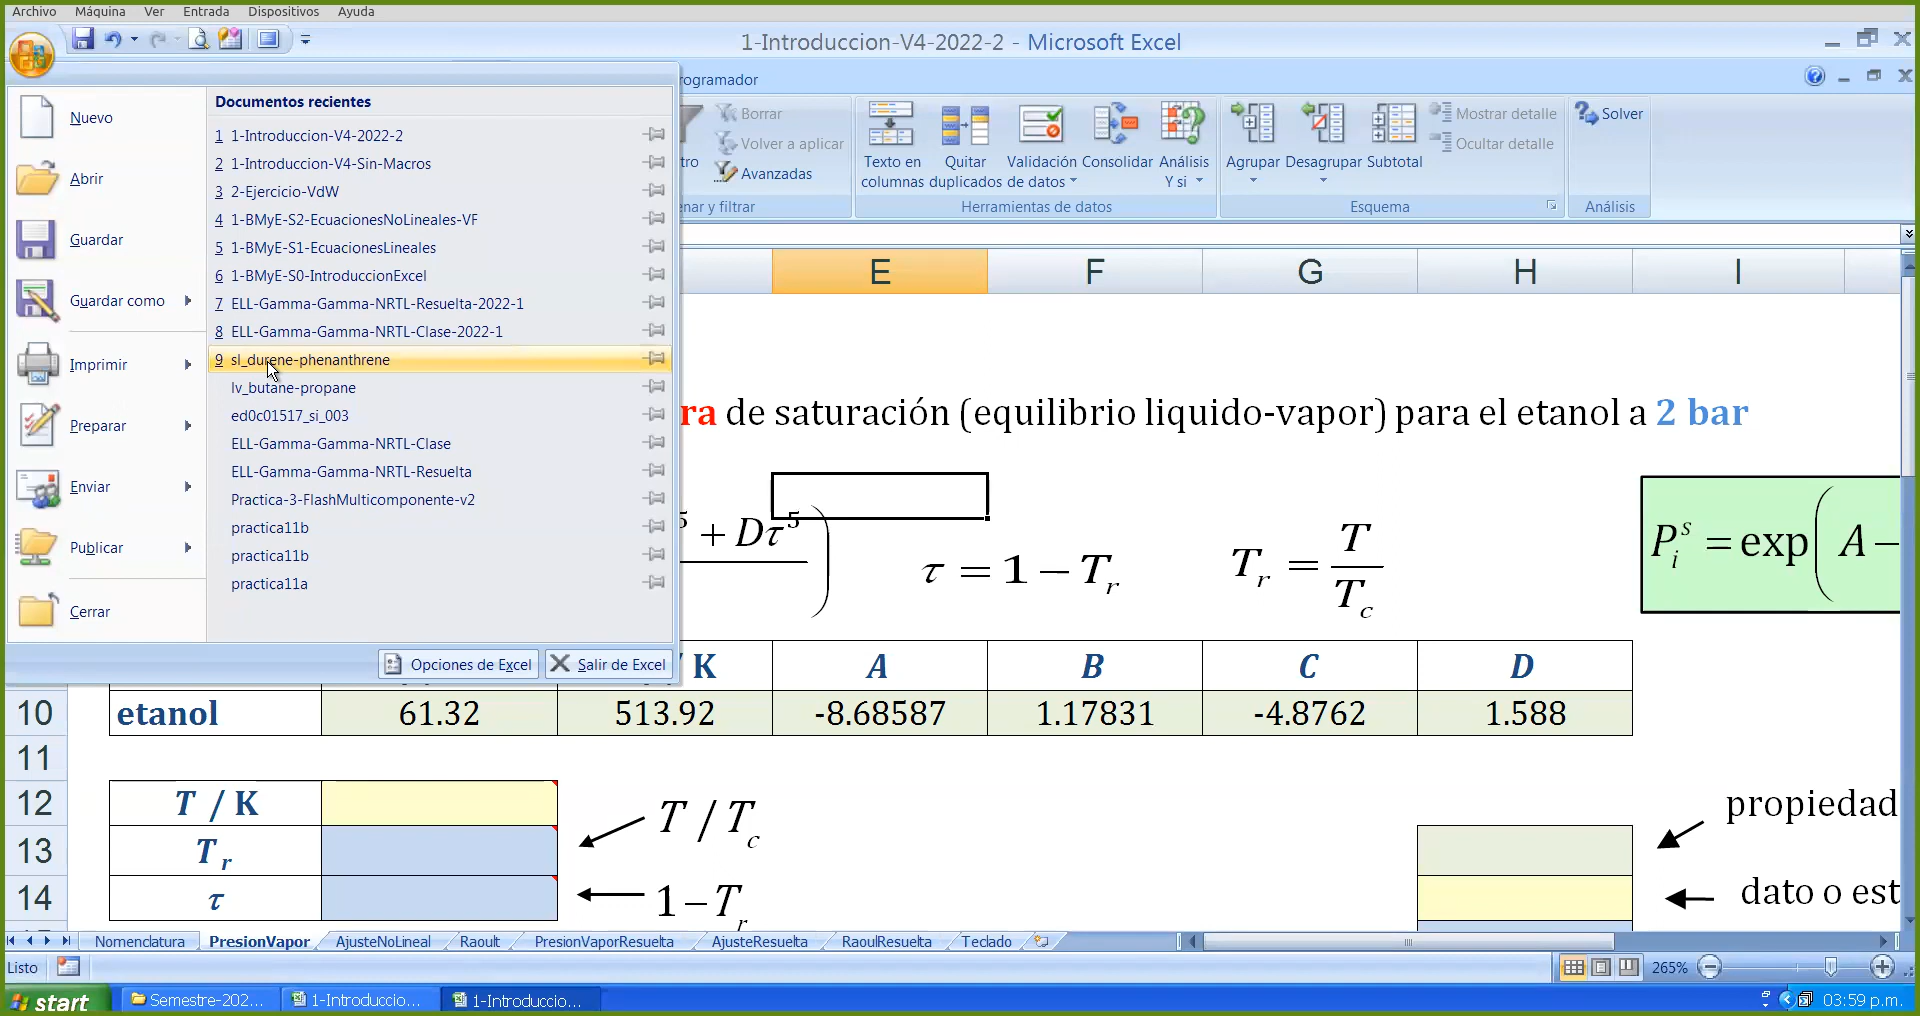 Archivo Máquina Ver Entrada Dispositivos Ayuda
1-Introduccion-V4-2022-2 - Microsoft Excel
rogramador
Documentos recientes
Nuevo
Abrir
Guardar
Guardar como
Imprimir
Preparar
Enviar
Publicar
Cerrar
1 1-Introduccion-V4-2022-2
2 1-Introduccion-V4-Sin-Macros
3 2-Ejercicio-VdW
4 1-BMyE-S2-EcuacionesNoLineales-VF
5 1-BMyE-S1-EcuacionesLineales
6 1-BMyE-S0-IntroduccionExcel
7 ELL-Gamma-Gamma-NRTL-Resuelta-2022-1
8 ELL-Gamma-Gamma-NRTL-Clase-2022-1
9 sl_durene-phenanthrene
lv_butane-propane
ed0c01517_si_003
ELL-Gamma-Gamma-NRTL-Clase
ELL-Gamma-Gamma-NRTL-Resuelta
Practica-3-FlashMulticomponente-v2
practica11b
practica11b
practica11a
Opciones de Excel Salir de Excel
tro
Borrar
Volver a aplicar
Avanzadas
enar y filtrar
Texto en columnas
Quitar duplicados
Validación de datos
Consolidar
Análisis Y si
Herramientas de datos
Agrupar Desagrupar Subtotal
Mostrar detalle
Ocultar detalle
Esquema
Solver
Análisis
E F G H I
ra de saturación (equilibrio liquido-vapor) para el etanol a 2 bar
5 + Dτ⁵ )
τ = 1 − Tr
Tr = T / Tc
Pᵢˢ = exp( A −
/ K A B C D
10 etanol 61.32 513.92 -8.68587 1.17831 -4.8762 1.588
11
12 T / K
T / Tc
propiedad
13 Tr
14 τ
1 − Tr
dato o est
Nomenclatura PresionVapor AjusteNoLineal Raoult PresionVaporResuelta AjusteResuelta RaoulResuelta Teclado
Listo
265%
start Semestre-202... 1-Introduccio... 1-Introduccio... 03:59 p.m.